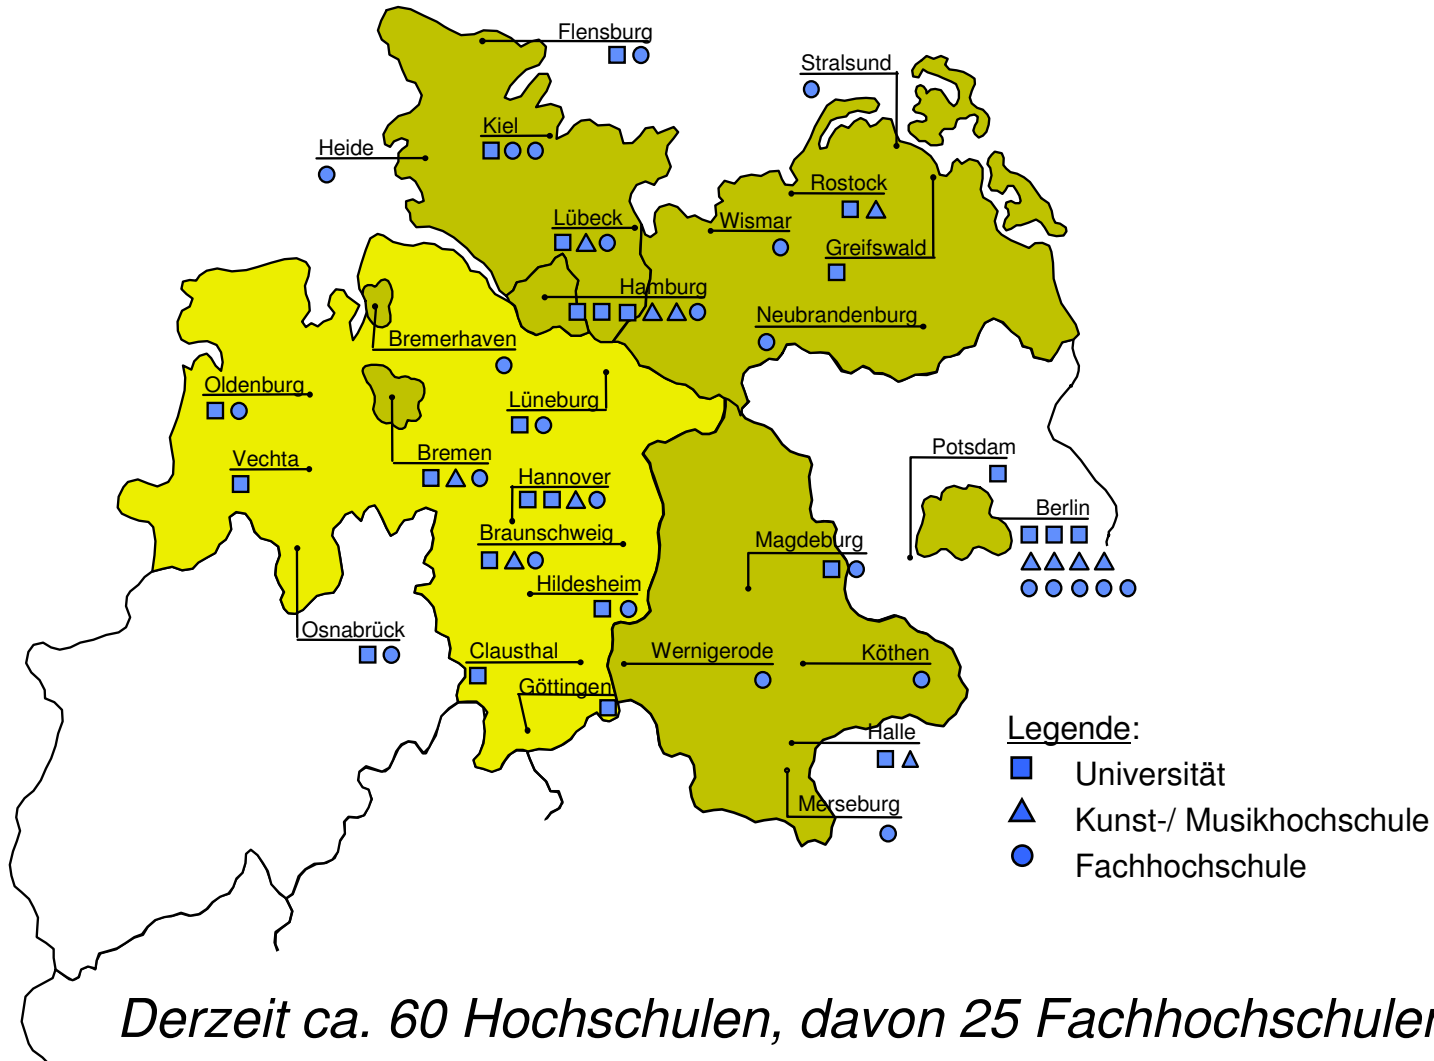 Flensburg
Stralsund
Kiel
Heide
Rostock
Lübeck
Wismar
Greifswald
Hamburg
Neubrandenburg
Bremerhaven
Oldenburg
Lüneburg
Potsdam
Bremen
Vechta
Hannover
Berlin
Braunschweig
Magdeburg
Hildesheim
Osnabrück
Clausthal
Wernigerode
Köthen
Göttingen
Halle
Merseburg
Legende:
Universität
Kunst-/ Musikhochschule
Fachhochschule
Derzeit ca. 60 Hochschulen, davon 25 Fachhochschulen